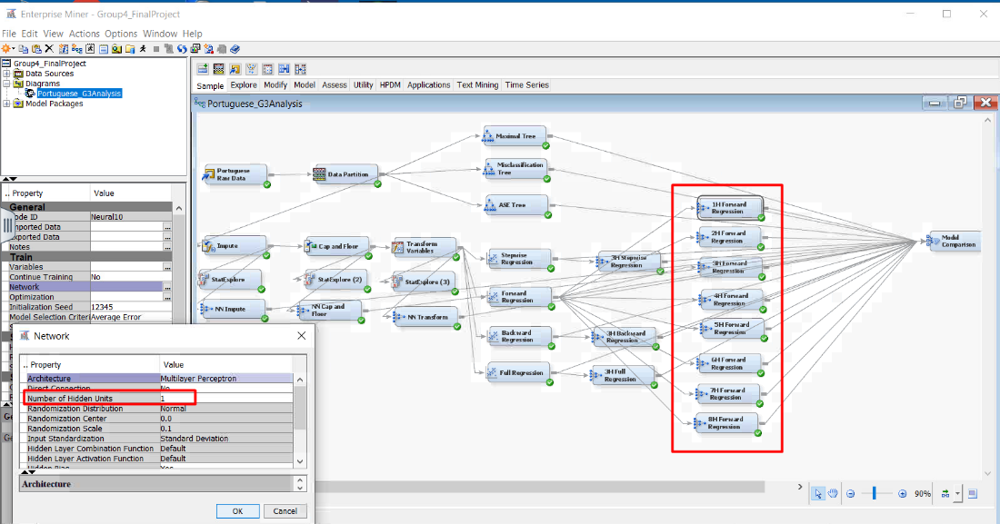 Enterprise Miner - Group4_FinalProject
File Edit View Actions Options Window Help
Group4_FinalProject
Data Sources
Diagrams
Portuguese_G3Analysis
Model Packages
.. Property Value
General
ode ID Neural10
mported Data ...
xported Data ...
Notes ...
Train
Variables ...
Continue Training No
Network ...
Optimization ...
Initialization Seed 12345
Model Selection Criter Average Error
Sample Explore Modify Model Assess Utility HPDM Applications Text Mining Time Series
Portuguese_G3Analysis
Maximal Tree
Portuguese
Raw Data
Data Partition
Misclassification
Tree
ASE Tree
Impute
Cap and Floor
Transform
Variables
StatExplore
StatExplore (2)
StatExplore (3)
NN Impute
NN Cap and
Floor
NN Transform
Stepwise
Regression
Forward
Regression
Backward
Regression
Full Regression
3H Stepwise
Regression
3H Backward
Regression
3H Full
Regression
1H Forward
Regression
2H Forward
Regression
3H Forward
Regression
4H Forward
Regression
5H Forward
Regression
6H Forward
Regression
7H Forward
Regression
8H Forward
Regression
Model
Comparison
Network
.. Property Value
Architecture Multilayer Perceptron
Direct Connection No
Number of Hidden Units 1
Randomization Distribution Normal
Randomization Center 0.0
Randomization Scale 0.1
Input Standardization Standard Deviation
Hidden Layer Combination Function Default
Hidden Layer Activation Function Default
Hidden Bias Yes
Architecture
OK Cancel
90%